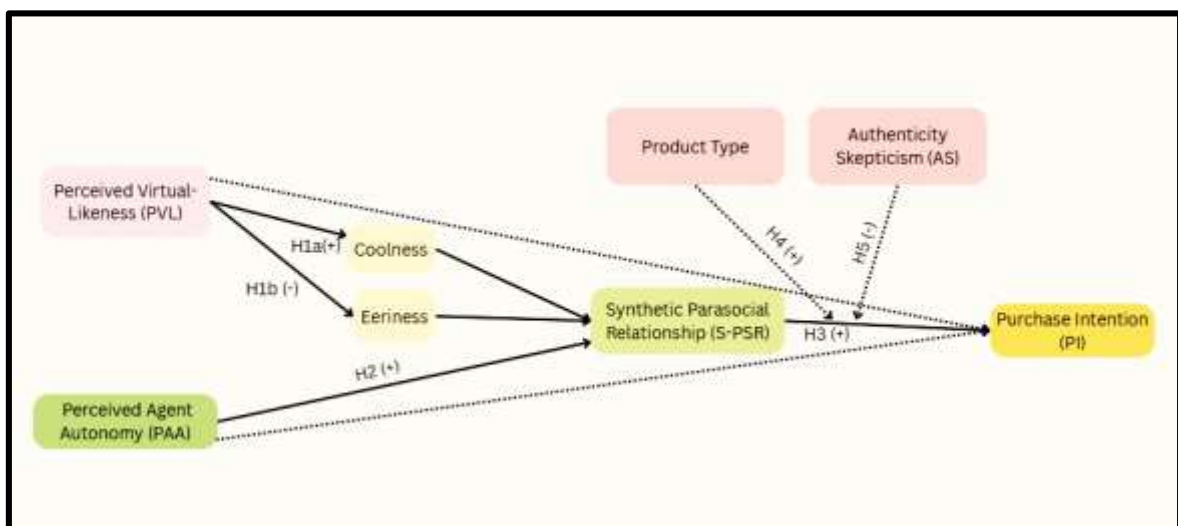 Product Type
Authenticity
Skepticism (AS)
Perceived Virtual-
Likeness (PVL)
H1a(+)
Coolness
H4 (+)
H5 (-)
H1b (-)
Eeriness
Synthetic Parasocial
Relationship (S-PSR)
H3 (+)
Purchase Intention
(PI)
H2 (+)
Perceived Agent
Autonomy (PAA)